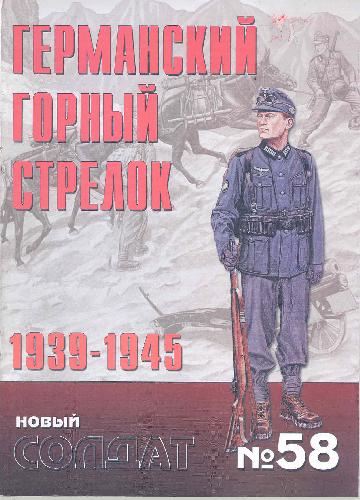 ГЕРМАНСКИЙ
ГОРНЫЙ
СТРЕЛОК
1939-1945
НОВЫЙ
СОЛДАТ
№58